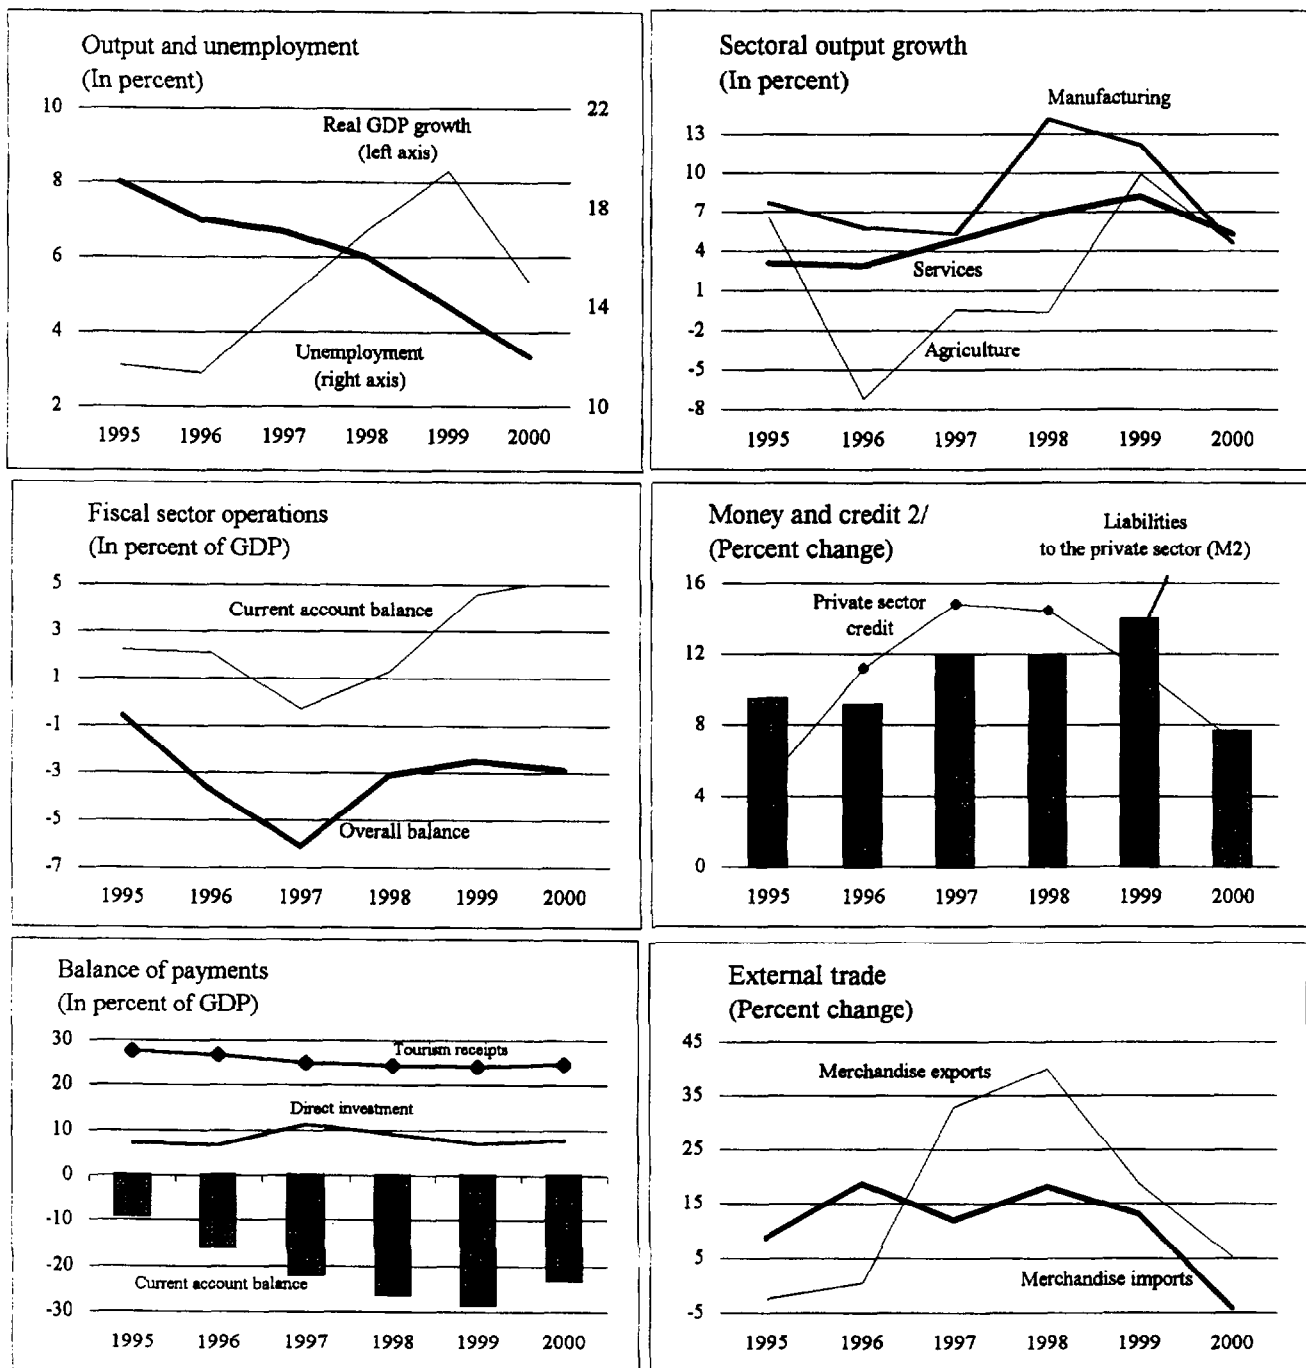 Output and unemployment
(In percent)
10
8
6
4
2
22
18
14
10
Real GDP growth
(left axis)
Unemployment
(right axis)
1995 1996 1997 1998 1999 2000
Sectoral output growth
(In percent)
13
10
7
4
1
-2
-5
-8
Manufacturing
Services
Agriculture
1995 1996 1997 1998 1999 2000
Fiscal sector operations
(In percent of GDP)
5
3
1
-1
-3
-5
-7
Current account balance
Overall balance
1995 1996 1997 1998 1999 2000
Money and credit 2/
(Percent change)
Liabilities
to the private sector (M2)
16
12
8
4
0
Private sector
credit
1995 1996 1997 1998 1999 2000
Balance of payments
(In percent of GDP)
30
20
10
0
-10
-20
-30
Tourism receipts
Direct investment
Current account balance
1995 1996 1997 1998 1999 2000
External trade
(Percent change)
45
35
25
15
5
-5
Merchandise exports
Merchandise imports
1995 1996 1997 1998 1999 2000